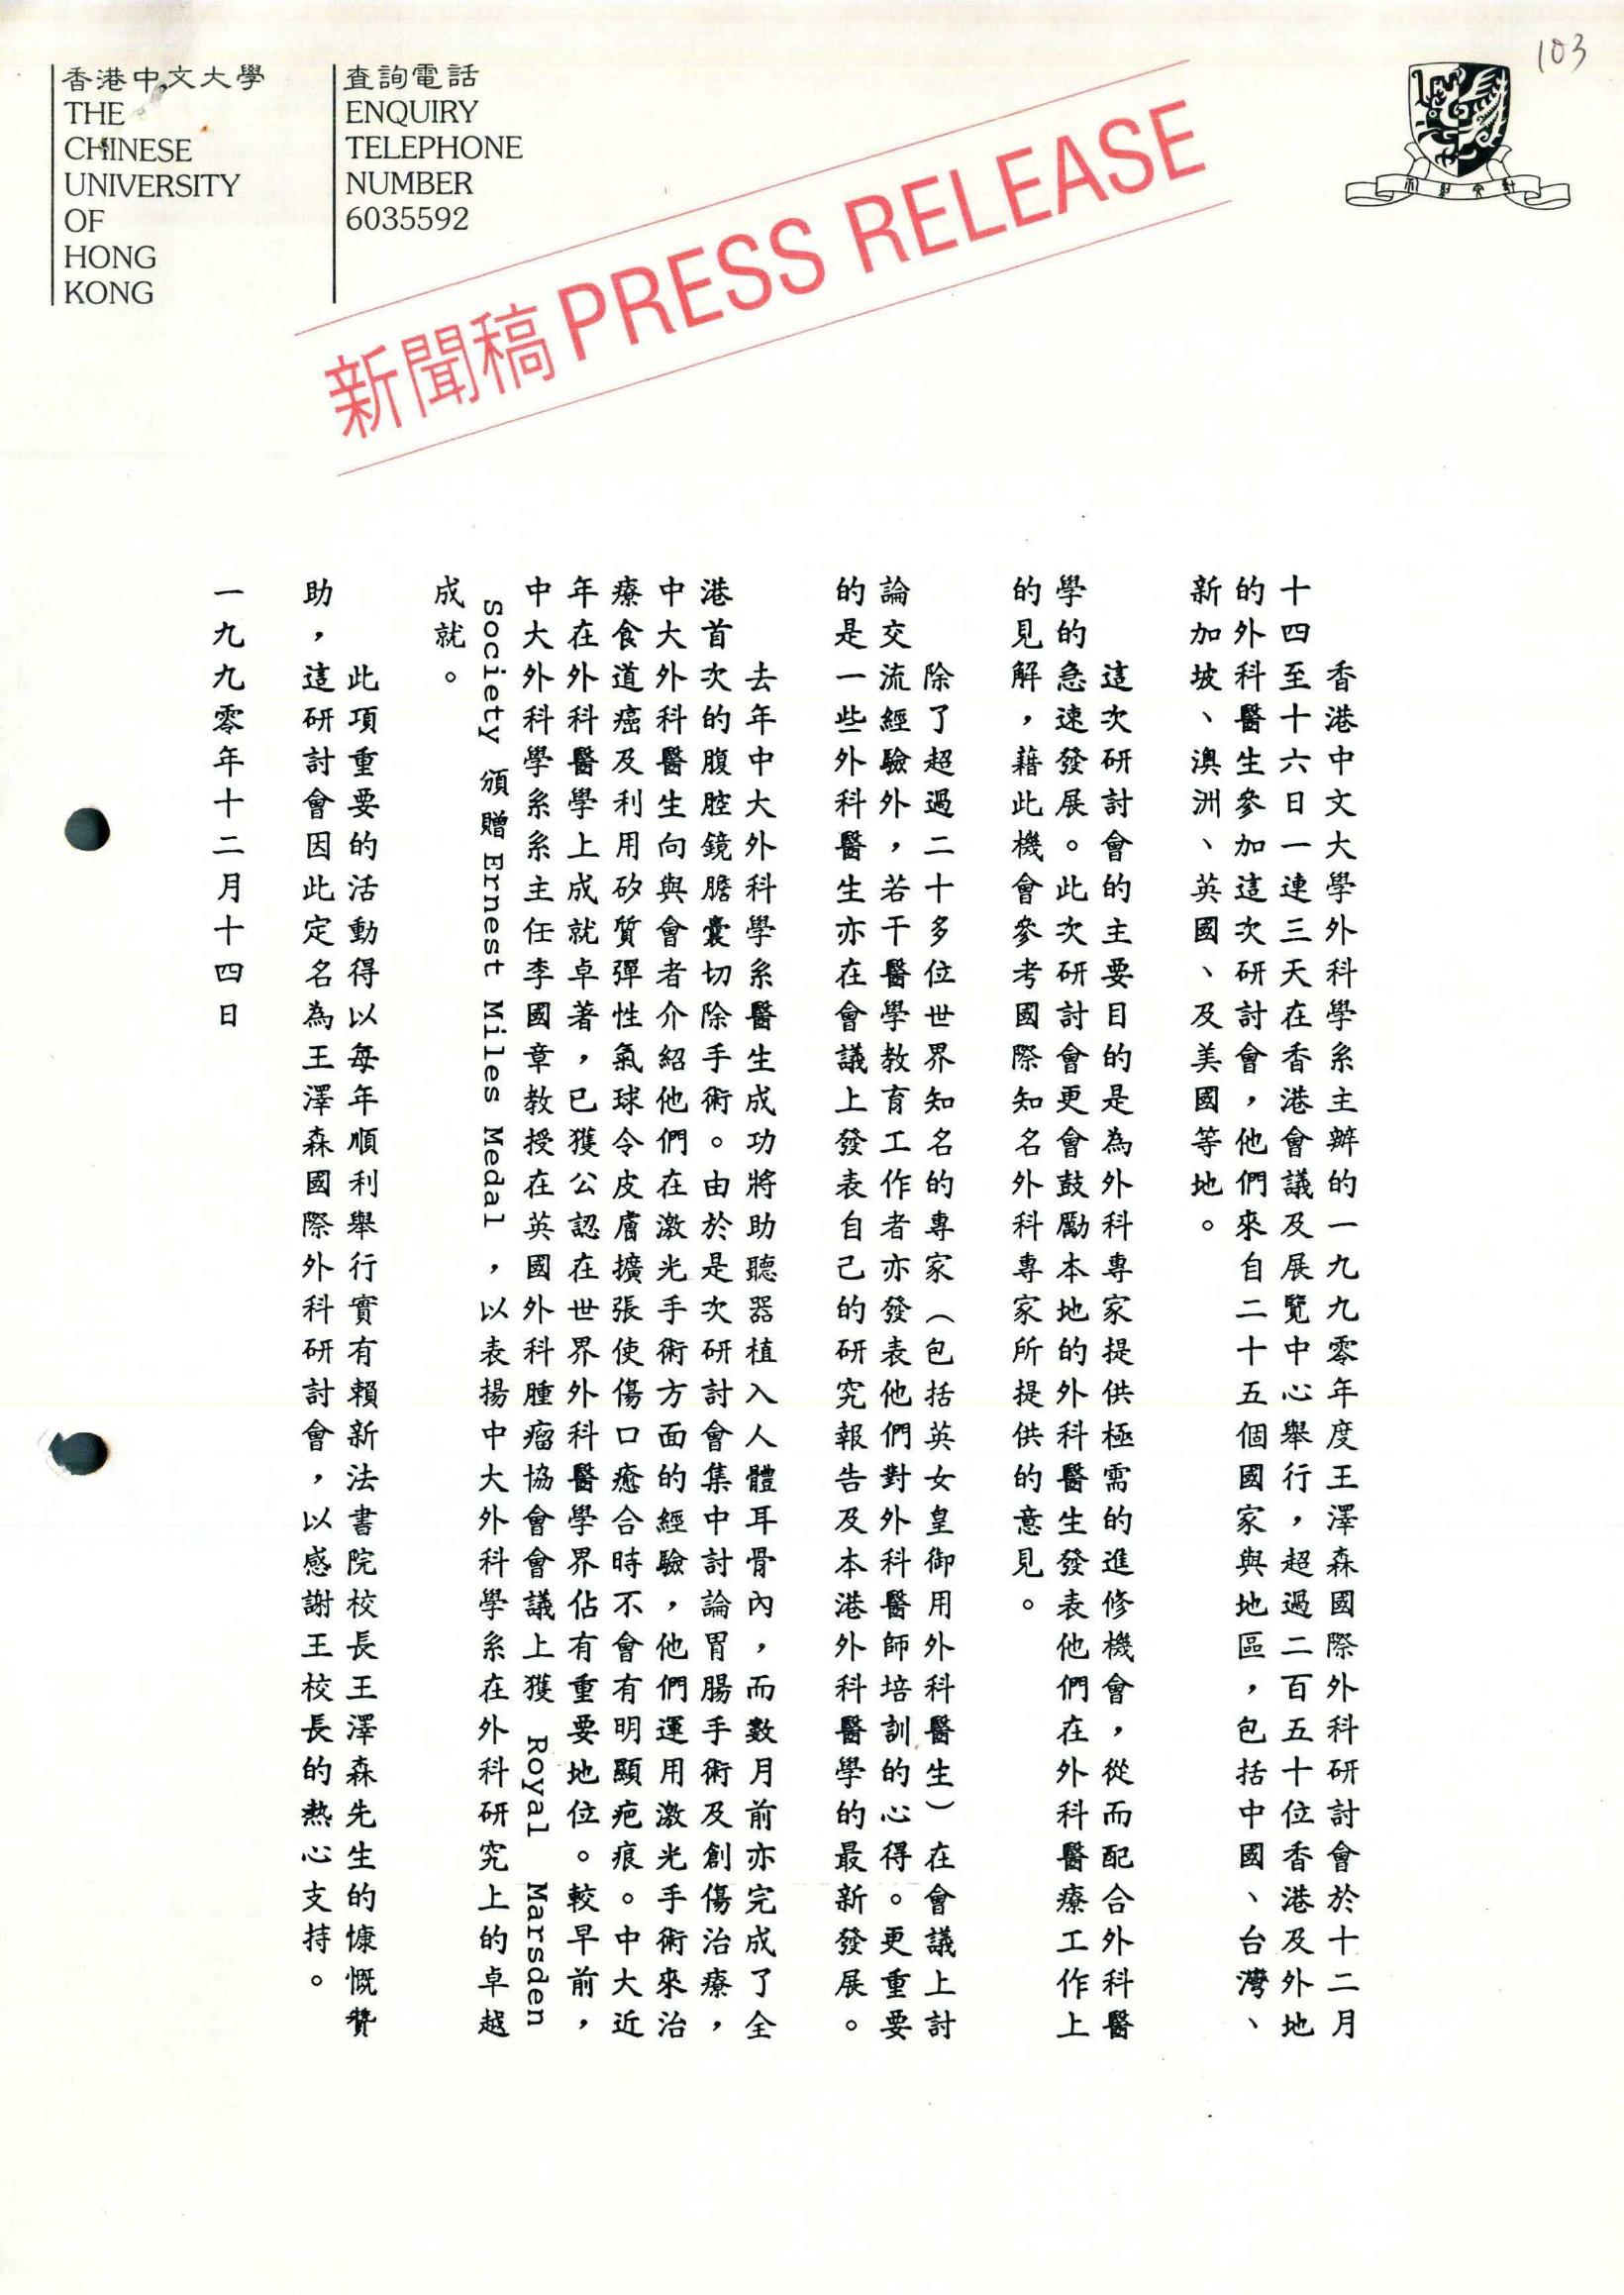 103
香港中文大學
THE
CHINESE
UNIVERSITY
OF
HONG
KONG
查詢電話
ENQUIRY
TELEPHONE
NUMBER
6035592
新聞稿 PRESS RELEASE
香港中文大學外科學系主辦的一九九零年度王澤森國際外科研討會於十二月
十四至十六日一連三天在香港會議及展覽中心舉行，超過二百五十位香港及外地
的外科醫生參加這次研討會，他們來自二十五個國家與地區，包括中國、台灣、
新加坡、澳洲、英國、及美國等地。
這次研討會的主要目的是為外科專家提供極需的進修機會，從而配合外科醫
學的急速發展。此次研討會更會鼓勵本地的外科醫生發表他們在外科醫療工作上
的見解，藉此機會參考國際知名外科專家所提供的意見。
除了超過二十多位世界知名的專家（包括英女皇御用外科醫生）在會議上討
論交流經驗外，若干醫學教育工作者亦發表他們對外科醫師培訓的心得。更重要
的是一些外科醫生亦在會議上發表自己的研究報告及本港外科醫學的最新發展。
去年中大外科學系醫生成功將助聽器植入人體耳骨內，而數月前亦完成了全
港首次的腹腔鏡膽囊切除手術。由於是次研討會集中討論胃腸手術及創傷治療，
中大外科醫生向與會者介紹他們在激光手術方面的經驗，他們運用激光手術來治
療食道癌及利用矽質彈性氣球令皮膚擴張使傷口癒合時不會有明顯疤痕。中大近
年在外科醫學上成就卓著，已獲公認在世界外科醫學界佔有重要地位。較早前，
中大外科學系系主任李國章教授在英國外科腫瘤協會會議上獲 Royal Marsden
Society 頒贈 Ernest Miles Medal，以表揚中大外科學系在外科研究上的卓越
成就。
此項重要的活動得以每年順利舉行實有賴新法書院校長王澤森先生的慷慨贊
助，這研討會因此定名為王澤森國際外科研討會，以感謝王校長的熱心支持。
一九九零年十二月十四日